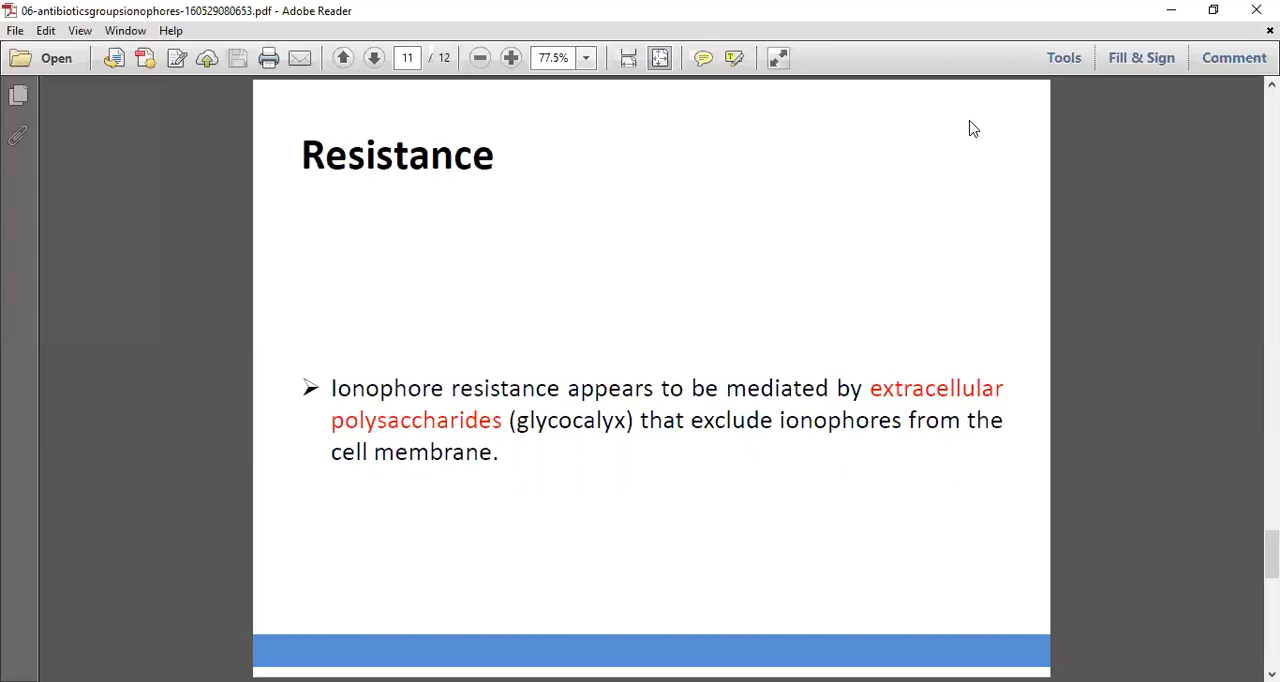 06-antibioticsgroupsionophores-160529080653.pdf - Adobe Reader
File Edit View Window Help
Open 11 / 12 77.5% Tools Fill & Sign Comment
Resistance
Ionophore resistance appears to be mediated by extracellular
polysaccharides (glycocalyx) that exclude ionophores from the
cell membrane.